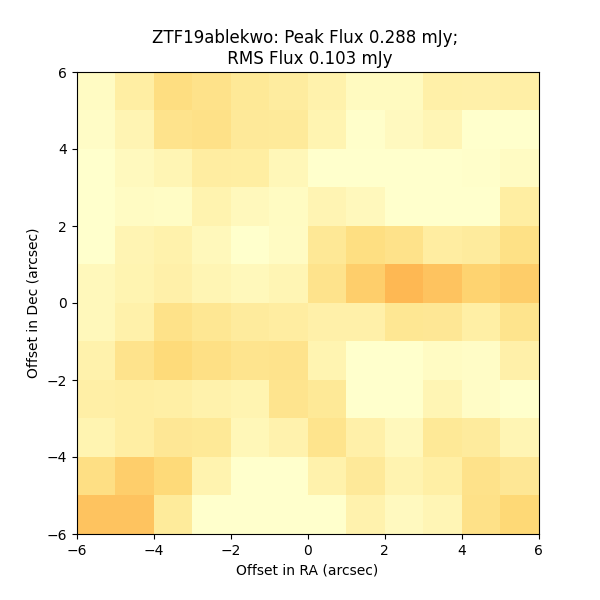 ZTF19ablekwo: Peak Flux 0.288 mJy;
RMS Flux 0.103 mJy
6
4
2
0
−2
−4
−6
Offset in Dec (arcsec)
−6 −4 −2 0 2 4 6
Offset in RA (arcsec)